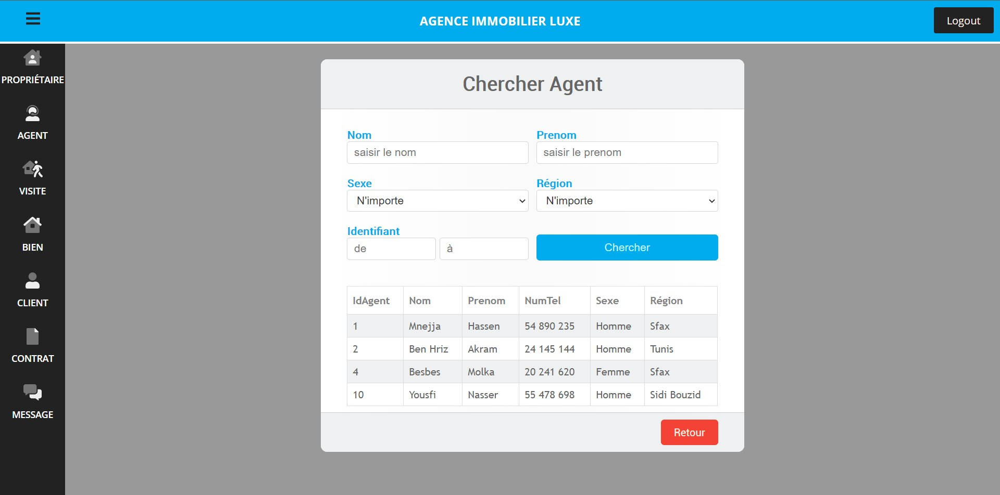 AGENCE IMMOBILIER LUXE
Logout
PROPRIÉTAIRE
AGENT
VISITE
BIEN
CLIENT
CONTRAT
MESSAGE
Chercher Agent
Nom Prenom
saisir le nom saisir le prenom
Sexe Région
N'importe N'importe
Identifiant
de à Chercher
IdAgent Nom Prenom NumTel Sexe Région
1 Mnejja Hassen 54 890 235 Homme Sfax
2 Ben Hriz Akram 24 145 144 Homme Tunis
4 Besbes Molka 20 241 620 Femme Sfax
10 Yousfi Nasser 55 478 698 Homme Sidi Bouzid
Retour